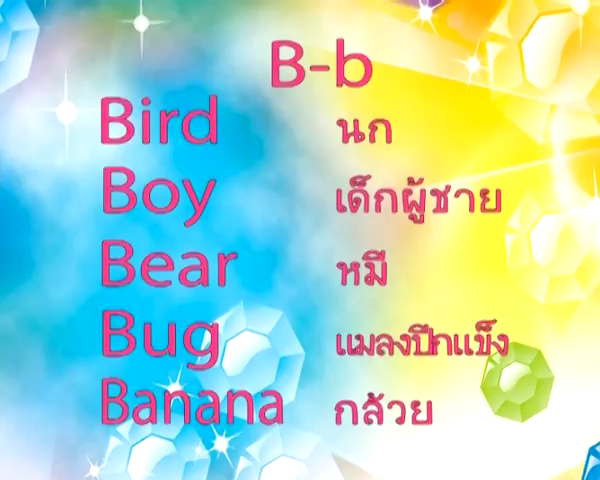 B-b
Bird นก
Boy เด็กผู้ชาย
Bear หมี
Bug แมลงปีกแข็ง
Banana กล้วย